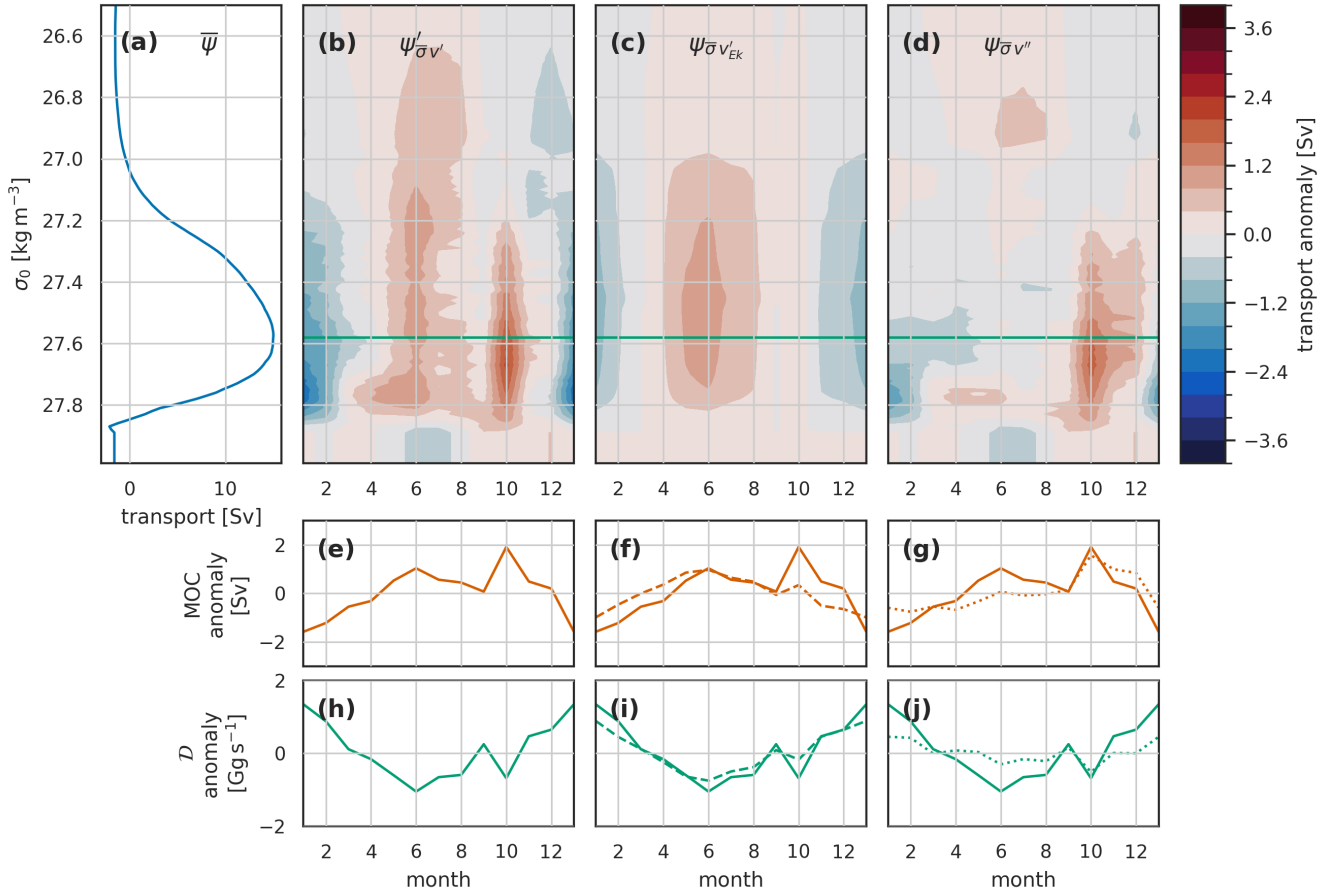 (a) ψ̅
(b) ψ′_{σ̅ v′}
(c) ψ_{σ̅ v′_{Ek}}
(d) ψ_{σ̅ v″}
26.6
26.8
27.0
27.2
27.4
27.6
27.8
σ₀ [kg m⁻³]
0 10
transport [Sv]
2 4 6 8 10 12
2 4 6 8 10 12
2 4 6 8 10 12
3.6
2.4
1.2
0.0
−1.2
−2.4
−3.6
transport anomaly [Sv]
(e)
(f)
(g)
2
0
−2
MOC
anomaly
[Sv]
(h)
(i)
(j)
2
0
−2
𝒟
anomaly
[Gg s⁻¹]
2 4 6 8 10 12
month
2 4 6 8 10 12
month
2 4 6 8 10 12
month